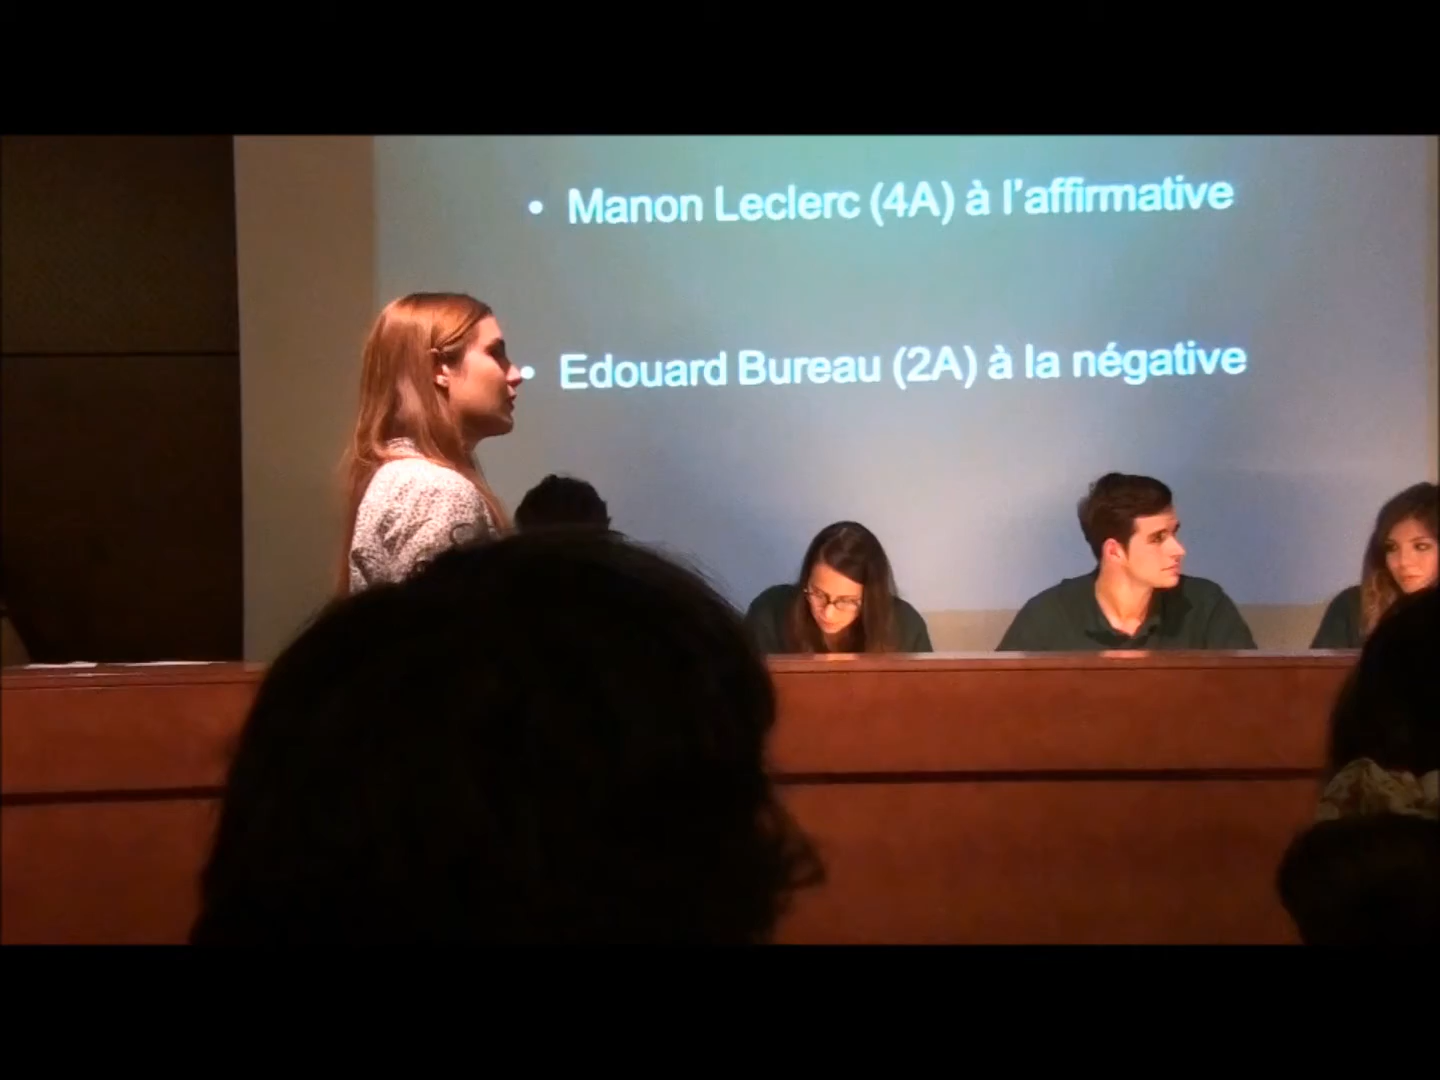 • Manon Leclerc (4A) à l'affirmative
• Edouard Bureau (2A) à la négative